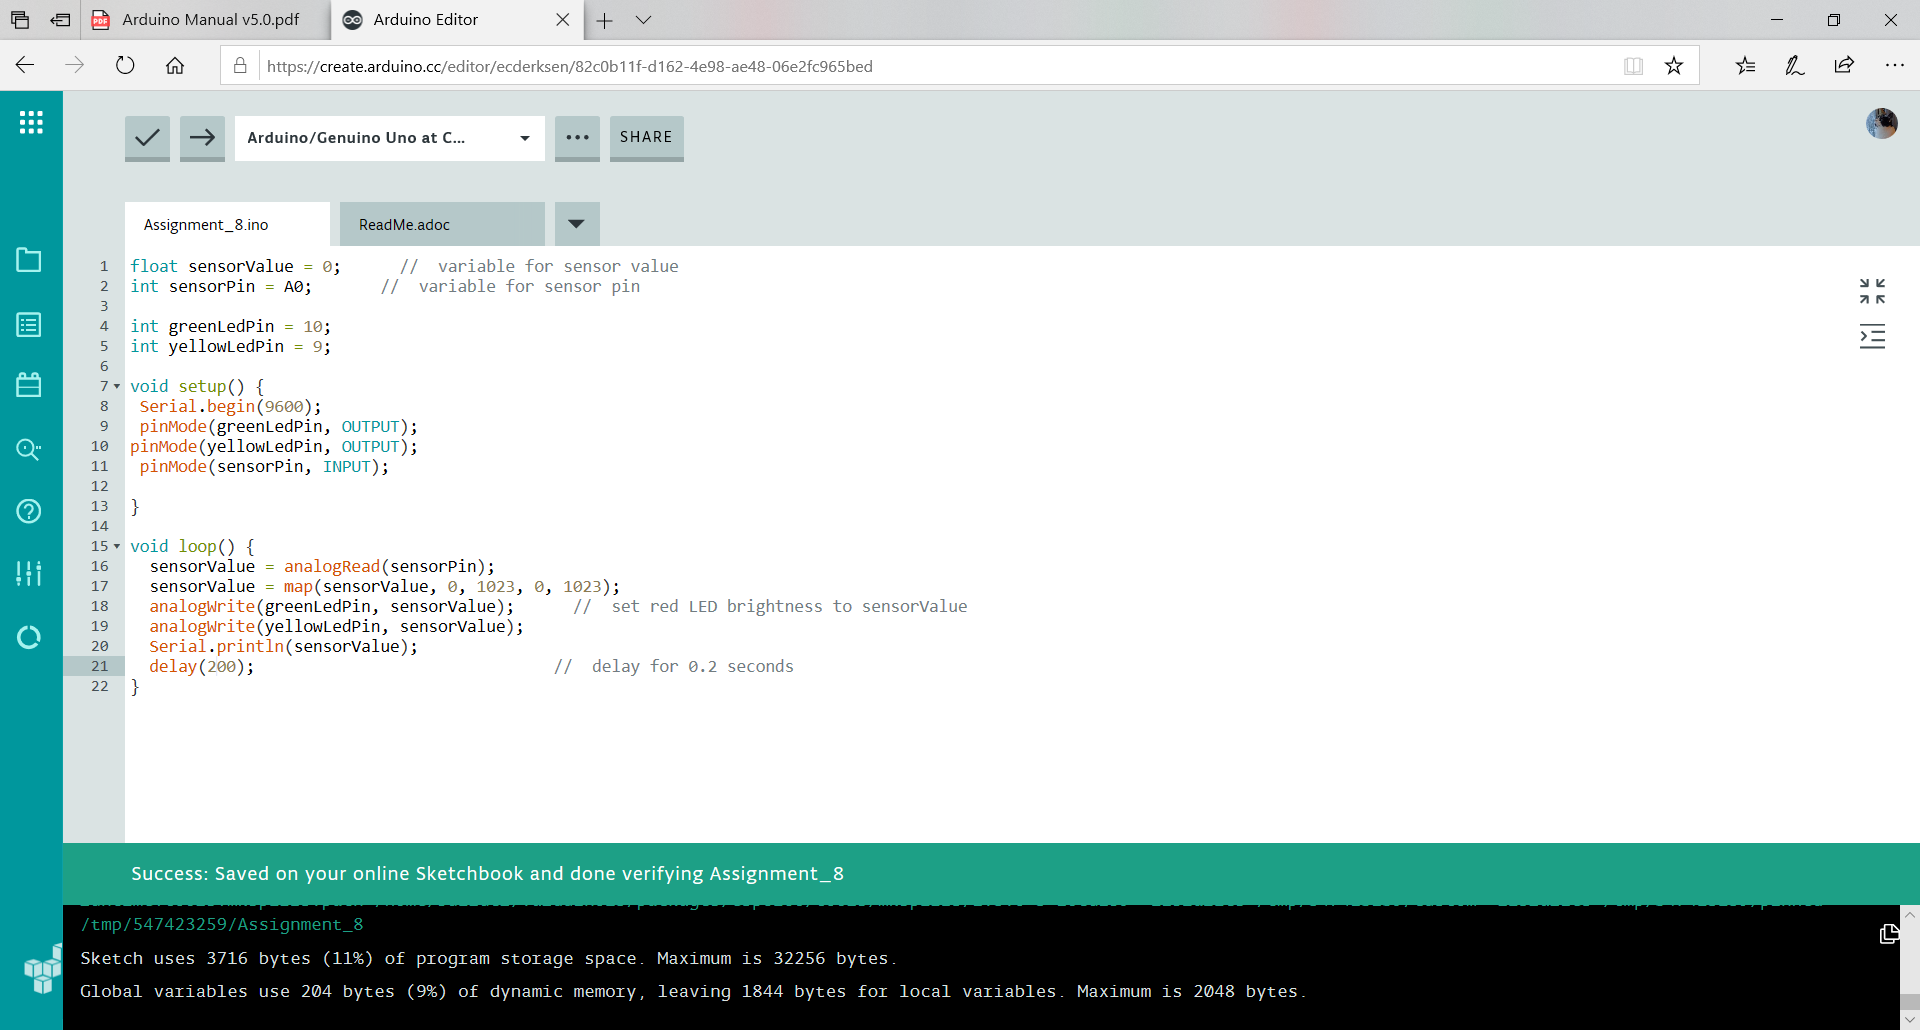 Arduino Manual v5.0.pdf
Arduino Editor
https://create.arduino.cc/editor/ecderksen/82c0b11f-d162-4e98-ae48-06e2fc965bed
Arduino/Genuino Uno at C...
SHARE
Assignment_8.ino
ReadMe.adoc
1 float sensorValue = 0;      //  variable for sensor value
2 int sensorPin = A0;       //  variable for sensor pin
3
4 int greenLedPin = 10;
5 int yellowLedPin = 9;
6
7 void setup() {
8  Serial.begin(9600);
9  pinMode(greenLedPin, OUTPUT);
10 pinMode(yellowLedPin, OUTPUT);
11  pinMode(sensorPin, INPUT);
12
13 }
14
15 void loop() {
16   sensorValue = analogRead(sensorPin);
17   sensorValue = map(sensorValue, 0, 1023, 0, 1023);
18   analogWrite(greenLedPin, sensorValue);      //  set red LED brightness to sensorValue
19   analogWrite(yellowLedPin, sensorValue);
20   Serial.println(sensorValue);
21   delay(200);                               //  delay for 0.2 seconds
22 }
Success: Saved on your online Sketchbook and done verifying Assignment_8
/tmp/547423259/Assignment_8
Sketch uses 3716 bytes (11%) of program storage space. Maximum is 32256 bytes.
Global variables use 204 bytes (9%) of dynamic memory, leaving 1844 bytes for local variables. Maximum is 2048 bytes.